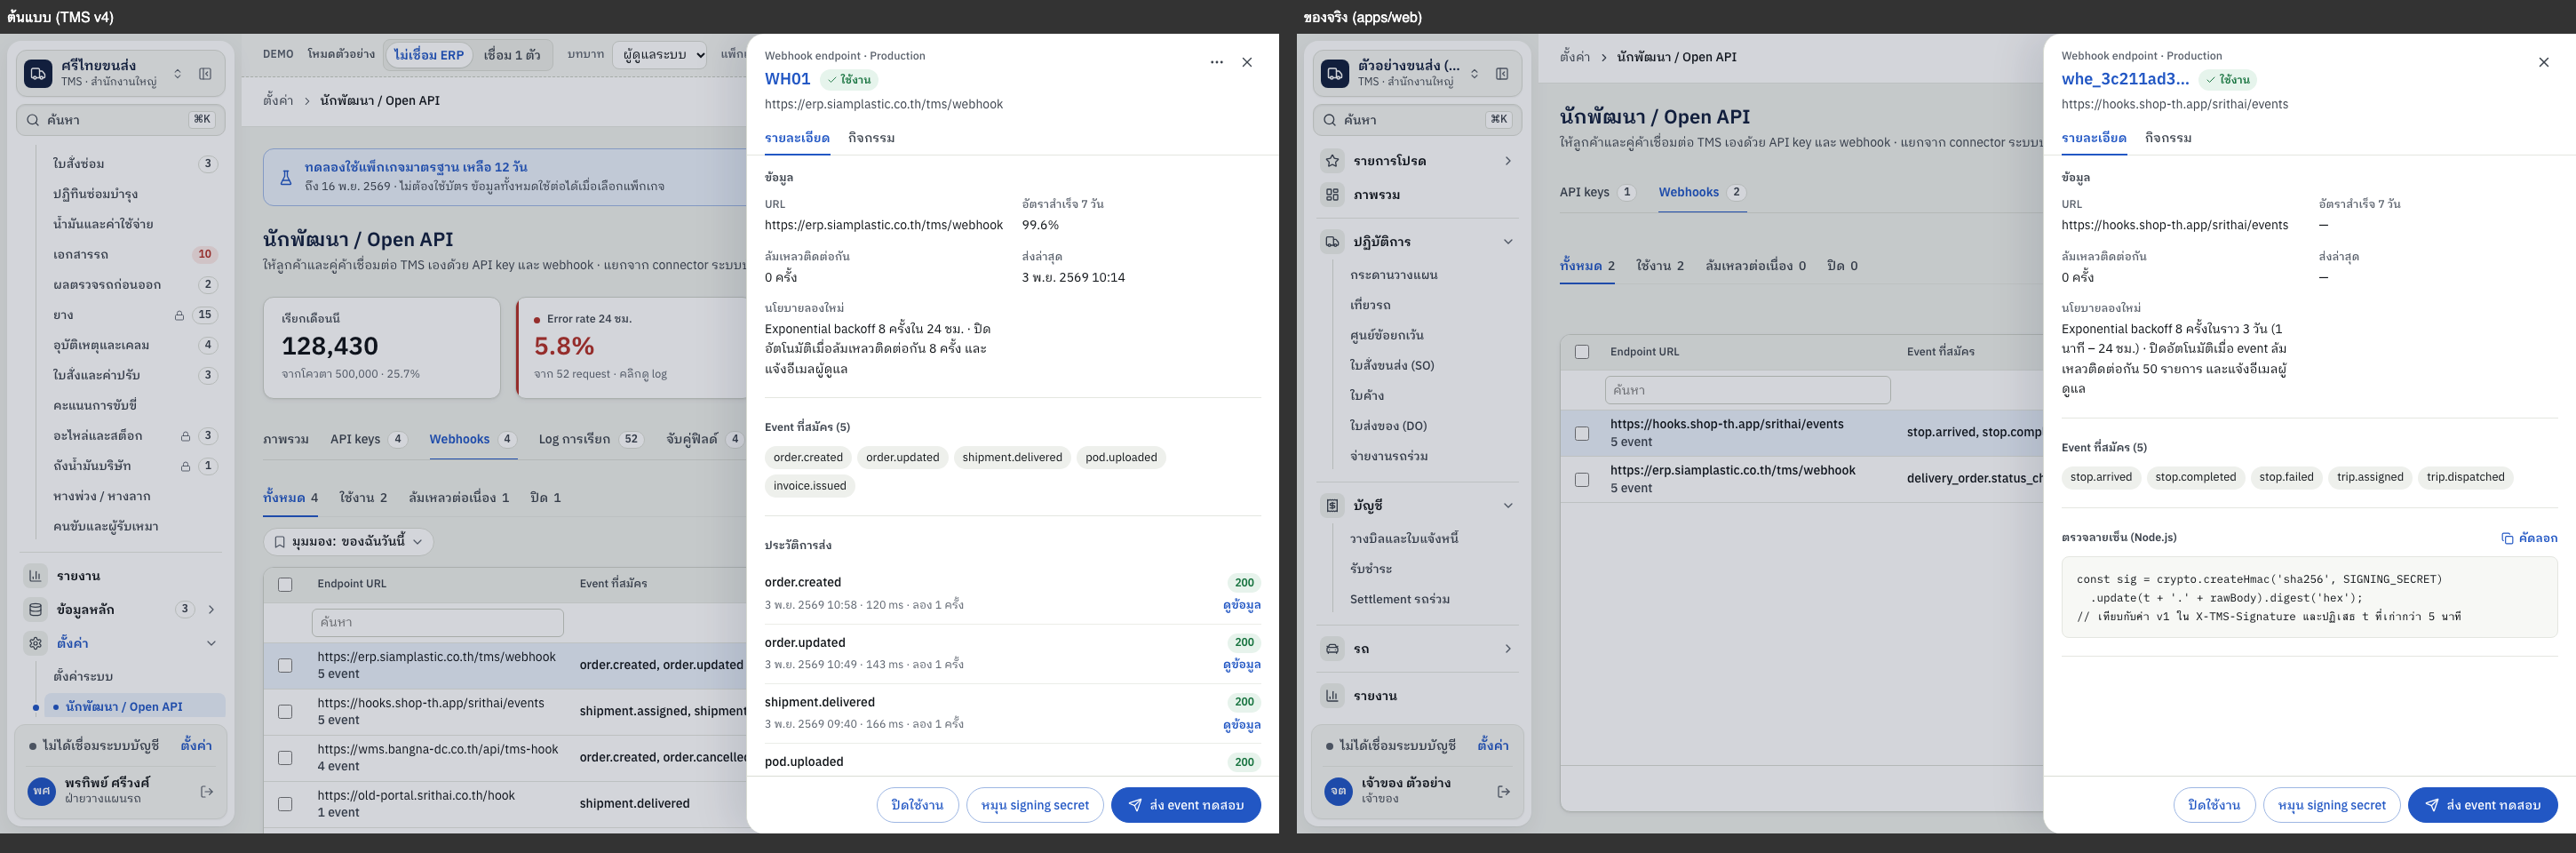 ต้นแบบ (TMS v4)
ศรีไทยขนส่ง
TMS · สำนักงานใหญ่
ค้นหา
⌘K
ใบสั่งซ่อม 3
ปฏิทินซ่อมบำรุง
น้ำมันและค่าใช้จ่าย
เอกสารรถ 10
ผลตรวจรถก่อนออก 2
ยาง 15
อุบัติเหตุและเคลม 4
ใบสั่งและค่าปรับ 3
คะแนนการขับขี่
อะไหล่และสต็อก 3
ถังน้ำมันบริษัท 1
หางพ่วง / หางลาก
คนขับและผู้รับเหมา
รายงาน
ข้อมูลหลัก 3
ตั้งค่า
ตั้งค่าระบบ
นักพัฒนา / Open API
ไม่ได้เชื่อมระบบบัญชี ตั้งค่า
พศ
พรทิพย์ ศรีวงศ์
ฝ่ายวางแผนรถ
DEMO โหมดตัวอย่าง ไม่เชื่อม ERP เชื่อม 1 ตัว บทบาท ผู้ดูแลระบบ
ตั้งค่า > นักพัฒนา / Open API
ทดลองใช้แพ็กเกจมาตรฐาน เหลือ 12 วัน
ถึง 16 พ.ย. 2569 · ไม่ต้องใช้บัตร ข้อมูลทั้งหมดใช้ต่อได้เมื่อเลือกแพ็กเกจ
นักพัฒนา / Open API
ให้ลูกค้าและคู่ค้าเชื่อมต่อ TMS เองด้วย API key และ webhook · แยกจาก connector
เรียกเดือนนี้
128,430
จากโควตา 500,000 · 25.7%
Error rate 24 ชม.
5.8%
จาก 52 request · คลิกดู log
ภาพรวม API keys 4 Webhooks 4 Log การเรียก 52 จับคู่ฟิลด์ 4
ทั้งหมด 4 ใช้งาน 2 ล้มเหลวต่อเนื่อง 1 ปิด 1
มุมมอง: ของฉันวันนี้
Endpoint URL Event ที่สมัคร
ค้นหา
https://erp.siamplastic.co.th/tms/webhook
5 event
order.created, order.updated
https://hooks.shop-th.app/srithai/events
5 event
shipment.assigned, shipment
https://wms.bangna-dc.co.th/api/tms-hook
4 event
order.created, order.cancelled
https://old-portal.srithai.co.th/hook
1 event
shipment.delivered
Webhook endpoint · Production
WH01 ใช้งาน
https://erp.siamplastic.co.th/tms/webhook
รายละเอียด กิจกรรม
ข้อมูล
URL
https://erp.siamplastic.co.th/tms/webhook
อัตราสำเร็จ 7 วัน
99.6%
ล้มเหลวติดต่อกัน
0 ครั้ง
ส่งล่าสุด
3 พ.ย. 2569 10:14
นโยบายลองใหม่
Exponential backoff 8 ครั้งใน 24 ชม. · ปิด
อัตโนมัติเมื่อล้มเหลวติดต่อกัน 8 ครั้ง และ
แจ้งอีเมลผู้ดูแล
Event ที่สมัคร (5)
order.created order.updated shipment.delivered pod.uploaded
invoice.issued
ประวัติการส่ง
order.created 200
3 พ.ย. 2569 10:58 · 120 ms · ลอง 1 ครั้ง ดูข้อมูล
order.updated 200
3 พ.ย. 2569 10:49 · 143 ms · ลอง 1 ครั้ง ดูข้อมูล
shipment.delivered 200
3 พ.ย. 2569 09:40 · 166 ms · ลอง 1 ครั้ง ดูข้อมูล
pod.uploaded 200
ปิดใช้งาน หมุน signing secret ส่ง event ทดสอบ
ของจริง (apps/web)
ตัวอย่างขนส่ง (...
TMS · สำนักงานใหญ่
ค้นหา
⌘K
รายการโปรด
ภาพรวม
ปฏิบัติการ
กระดานวางแผน
เที่ยวรถ
ศูนย์ข้อยกเว้น
ใบสั่งขนส่ง (SO)
ใบค้าง
ใบส่งของ (DO)
จ่ายงานรถร่วม
บัญชี
วางบิลและใบแจ้งหนี้
รับชำระ
Settlement รถร่วม
รถ
รายงาน
ไม่ได้เชื่อมระบบบัญชี ตั้งค่า
จต
เจ้าของ ตัวอย่าง
เจ้าของ
ตั้งค่า > นักพัฒนา / Open API
นักพัฒนา / Open API
ให้ลูกค้าและคู่ค้าเชื่อมต่อ TMS เองด้วย API key และ webhook · แยกจาก connector ระบบ
API keys 1 Webhooks 2
ทั้งหมด 2 ใช้งาน 2 ล้มเหลวต่อเนื่อง 0 ปิด 0
Endpoint URL Event ที่สมัคร
ค้นหา
https://hooks.shop-th.app/srithai/events
5 event
stop.arrived, stop.comp
https://erp.siamplastic.co.th/tms/webhook
5 event
delivery_order.status_ch
Webhook endpoint · Production
whe_3c211ad3... ใช้งาน
https://hooks.shop-th.app/srithai/events
รายละเอียด กิจกรรม
ข้อมูล
URL
https://hooks.shop-th.app/srithai/events
อัตราสำเร็จ 7 วัน
—
ล้มเหลวติดต่อกัน
0 ครั้ง
ส่งล่าสุด
—
นโยบายลองใหม่
Exponential backoff 8 ครั้งในราว 3 วัน (1
นาที – 24 ชม.) · ปิดอัตโนมัติเมื่อ event ล้ม
เหลวติดต่อกัน 50 รายการ และแจ้งอีเมลผู้
ดูแล
Event ที่สมัคร (5)
stop.arrived stop.completed stop.failed trip.assigned trip.dispatched
ตรวจลายเซ็น (Node.js) คัดลอก
const sig = crypto.createHmac('sha256', SIGNING_SECRET)
.update(t + '.' + rawBody).digest('hex');
// เทียบกับค่า v1 ใน X-TMS-Signature และปฏิเสธ t ที่เก่ากว่า 5 นาที
ปิดใช้งาน หมุน signing secret ส่ง event ทดสอบ